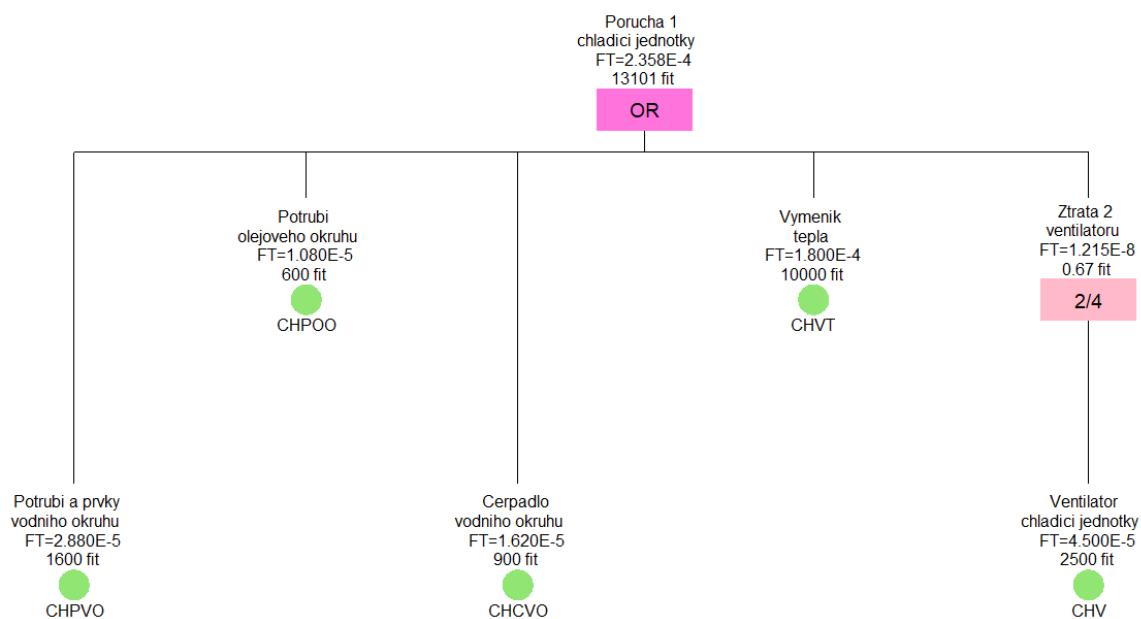 Porucha 1
chladici jednotky
FT=2.358E-4
13101 fit
OR
Potrubi
olejoveho okruhu
FT=1.080E-5
600 fit
CHPOO
Vymenik
tepla
FT=1.800E-4
10000 fit
CHVT
Ztrata 2
ventilatoru
FT=1.215E-8
0.67 fit
2/4
Potrubi a prvky
vodniho okruhu
FT=2.880E-5
1600 fit
CHPVO
Cerpadlo
vodniho okruhu
FT=1.620E-5
900 fit
CHCVO
Ventilator
chladici jednotky
FT=4.500E-5
2500 fit
CHV